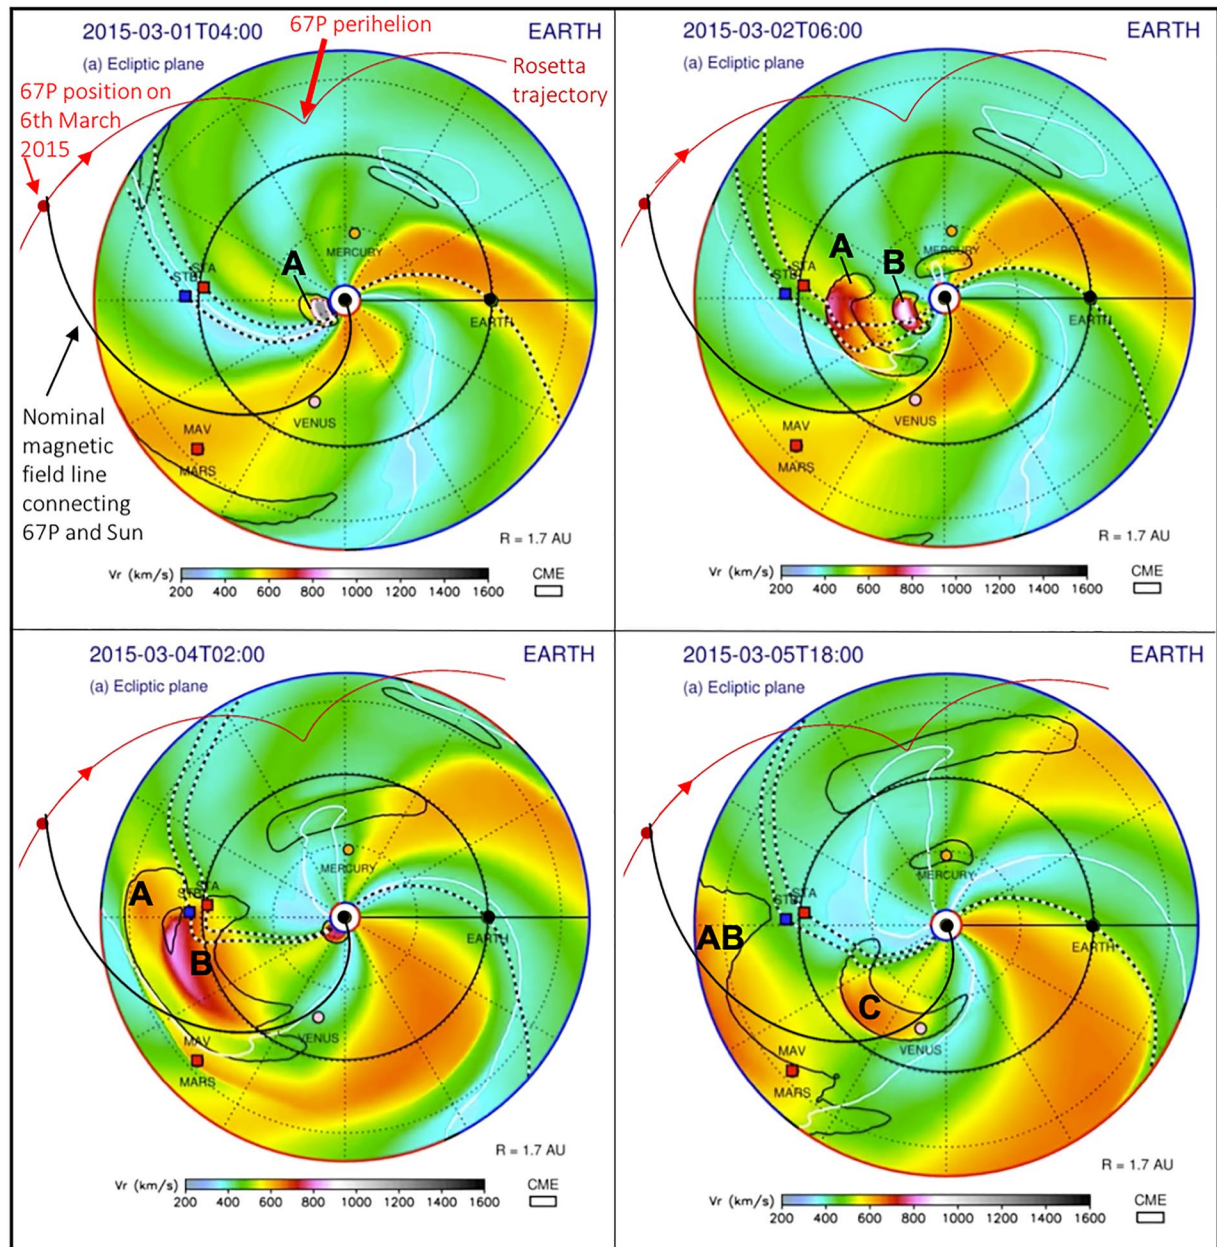 2015-03-01T04:00
67P perihelion
EARTH
(a) Ecliptic plane
Rosetta
trajectory
67P position on
6th March
2015
A
MERCURY
STA
STB
EARTH
Nominal
magnetic
field line
connecting
67P and Sun
VENUS
MAV
MARS
R = 1.7 AU
Vr (km/s)
200 400 600 800 1000 1200 1400 1600
CME
2015-03-02T06:00
EARTH
(a) Ecliptic plane
MERCURY
A
B
STA
STB
EARTH
VENUS
MAV
MARS
R = 1.7 AU
Vr (km/s)
200 400 600 800 1000 1200 1400 1600
CME
2015-03-04T02:00
EARTH
(a) Ecliptic plane
MERCURY
A
STA
STB
EARTH
B
VENUS
MAV
MARS
R = 1.7 AU
Vr (km/s)
200 400 600 800 1000 1200 1400 1600
CME
2015-03-05T18:00
EARTH
(a) Ecliptic plane
MERCURY
STA
STB
AB
EARTH
C
VENUS
MAV
MARS
R = 1.7 AU
Vr (km/s)
200 400 600 800 1000 1200 1400 1600
CME